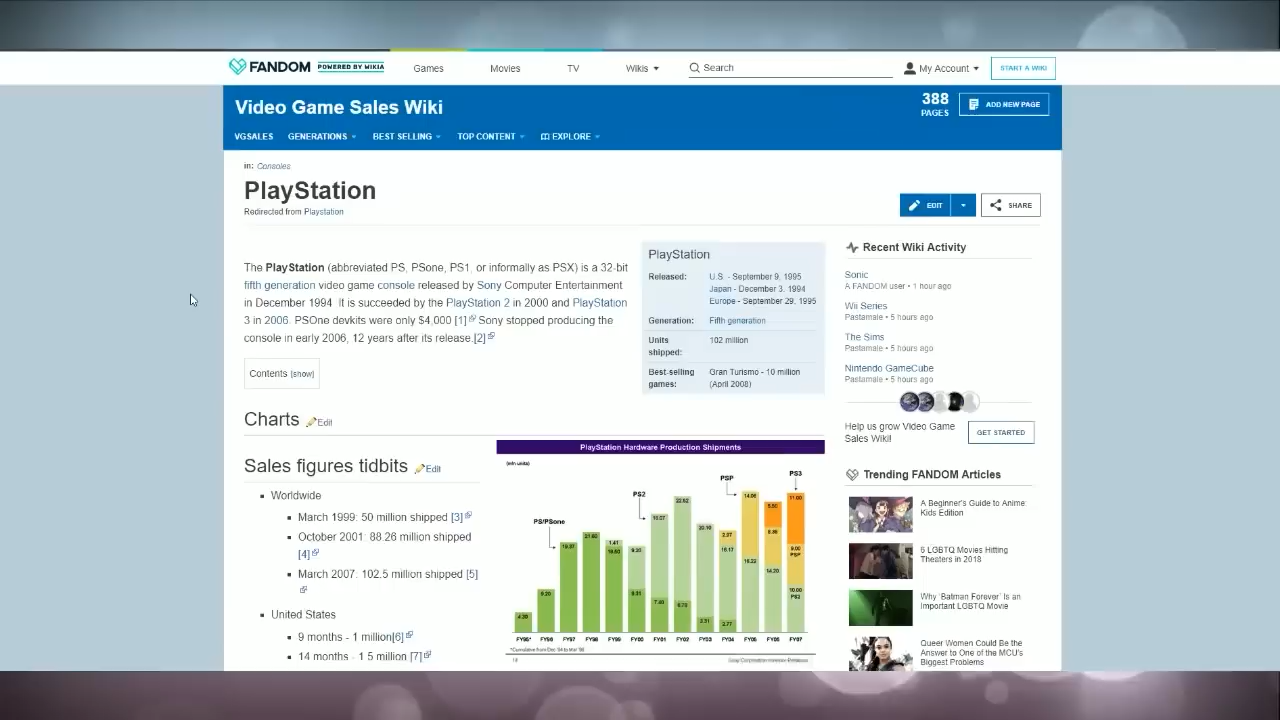 FANDOM POWERED BY WIKIA Games Movies TV Wikis Search My Account START A WIKI
Video Game Sales Wiki
388 PAGES
ADD NEW PAGE
VGSALES GENERATIONS BEST SELLING TOP CONTENT EXPLORE
in: Consoles
PlayStation
Redirected from Playstation
EDIT SHARE
The PlayStation (abbreviated PS, PSone, PS1, or informally as PSX) is a 32-bit
fifth generation video game console released by Sony Computer Entertainment
in December 1994 It is succeeded by the PlayStation 2 in 2000 and PlayStation
3 in 2006. PSOne devkits were only $4,000 [1] Sony stopped producing the
console in early 2006, 12 years after its release.[2]
Contents [show]
PlayStation
Released: U.S. - September 9, 1995
Japan - December 3, 1994
Europe - September 29, 1995
Generation: Fifth generation
Units shipped: 102 million
Best-selling games: Gran Turismo - 10 million
(April 2008)
Charts Edit
Sales figures tidbits Edit
Worldwide
March 1999: 50 million shipped [3]
October 2001: 88.26 million shipped
[4]
March 2007: 102.5 million shipped [5]
United States
9 months - 1 million[6]
14 months - 1 5 million [7]
PlayStation Hardware Production Shipments
PS/PSone
PS2
PSP
PS3
FY97 FY98 FY99 FY00 FY01 FY02 FY03 FY04 FY05 FY06 FY07
Recent Wiki Activity
Sonic
A FANDOM user • 1 hour ago
Wii Series
Pastamale • 5 hours ago
The Sims
Pastamale • 5 hours ago
Nintendo GameCube
Pastamale • 5 hours ago
Help us grow Video Game
Sales Wiki!
GET STARTED
Trending FANDOM Articles
A Beginner's Guide to Anime:
Kids Edition
6 LGBTQ Movies Hitting
Theaters in 2018
Why 'Batman Forever' Is an
Important LGBTQ Movie
Queer Women Could Be the
Answer to One of the MCU's
Biggest Problems